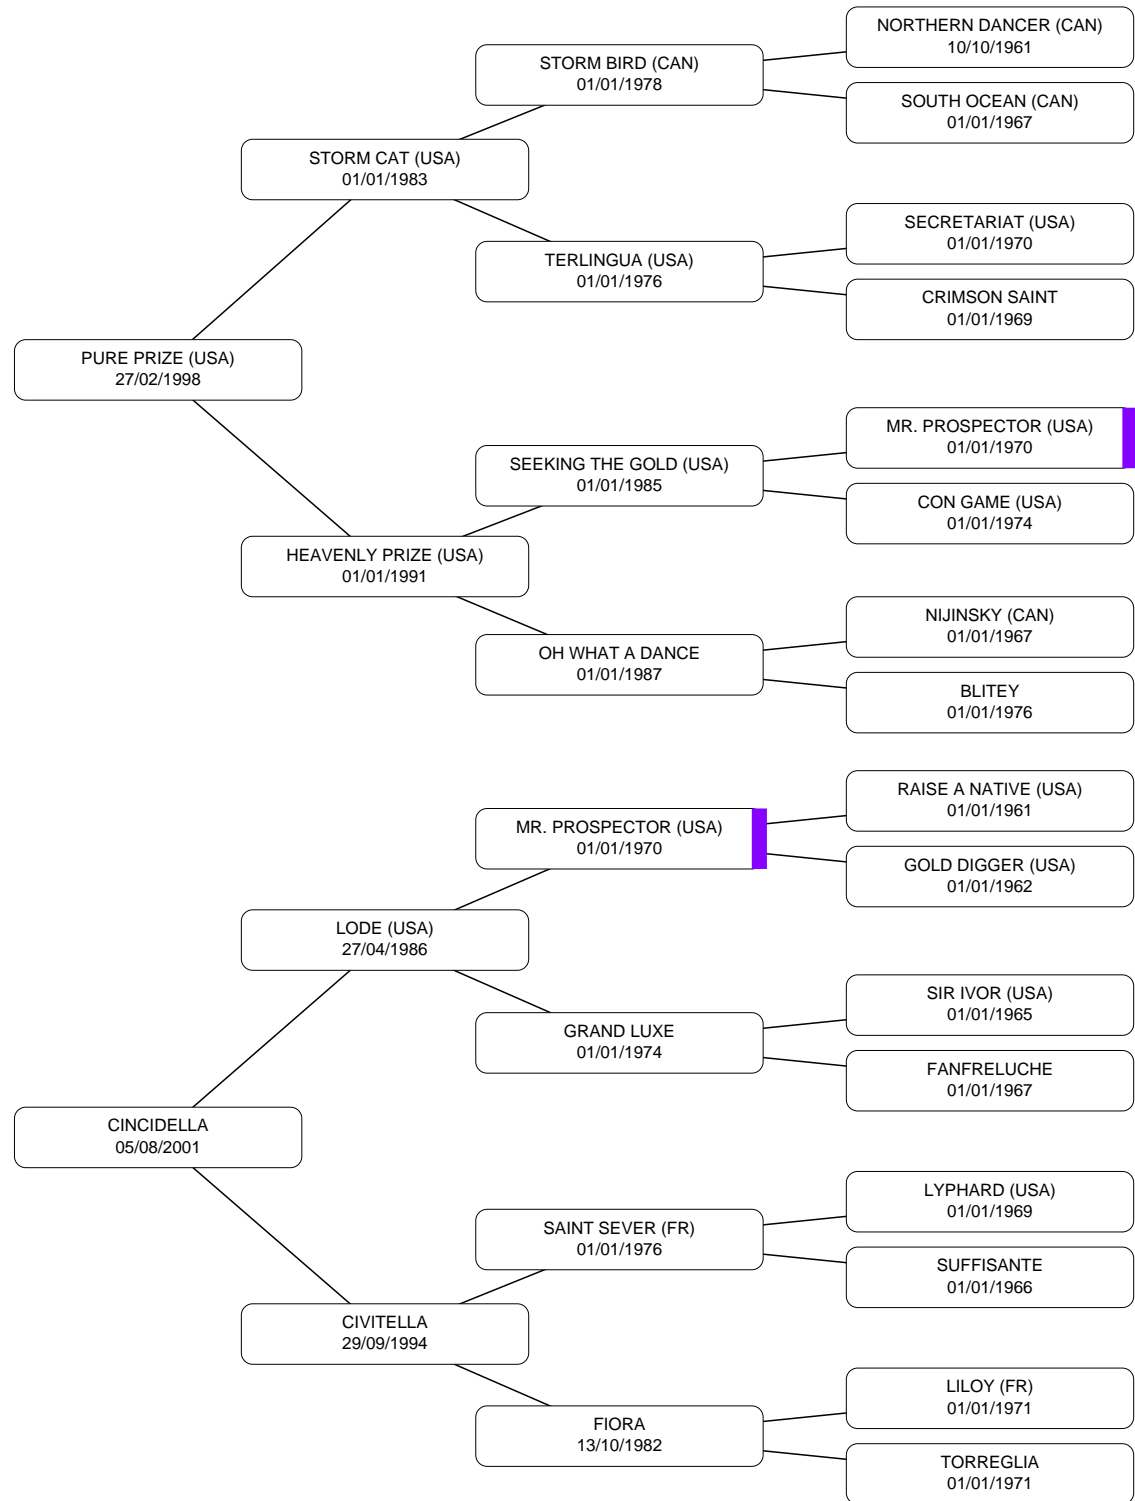 NORTHERN DANCER (CAN)
10/10/1961
STORM BIRD (CAN)
01/01/1978
SOUTH OCEAN (CAN)
01/01/1967
STORM CAT (USA)
01/01/1983
SECRETARIAT (USA)
01/01/1970
TERLINGUA (USA)
01/01/1976
CRIMSON SAINT
01/01/1969
PURE PRIZE (USA)
27/02/1998
MR. PROSPECTOR (USA)
01/01/1970
SEEKING THE GOLD (USA)
01/01/1985
CON GAME (USA)
01/01/1974
HEAVENLY PRIZE (USA)
01/01/1991
NIJINSKY (CAN)
01/01/1967
OH WHAT A DANCE
01/01/1987
BLITEY
01/01/1976
RAISE A NATIVE (USA)
01/01/1961
MR. PROSPECTOR (USA)
01/01/1970
GOLD DIGGER (USA)
01/01/1962
LODE (USA)
27/04/1986
SIR IVOR (USA)
01/01/1965
GRAND LUXE
01/01/1974
FANFRELUCHE
01/01/1967
CINCIDELLA
05/08/2001
LYPHARD (USA)
01/01/1969
SAINT SEVER (FR)
01/01/1976
SUFFISANTE
01/01/1966
CIVITELLA
29/09/1994
LILOY (FR)
01/01/1971
FIORA
13/10/1982
TORREGLIA
01/01/1971